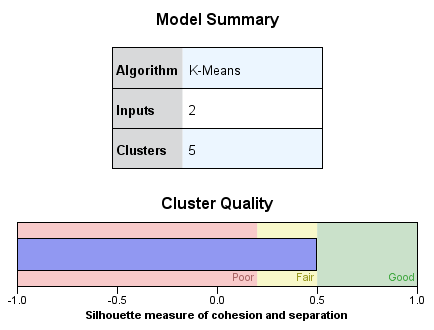 Model Summary
Algorithm K-Means
Inputs 2
Clusters 5
Cluster Quality
Poor Fair Good
-1.0 -0.5 0.0 0.5 1.0
Silhouette measure of cohesion and separation